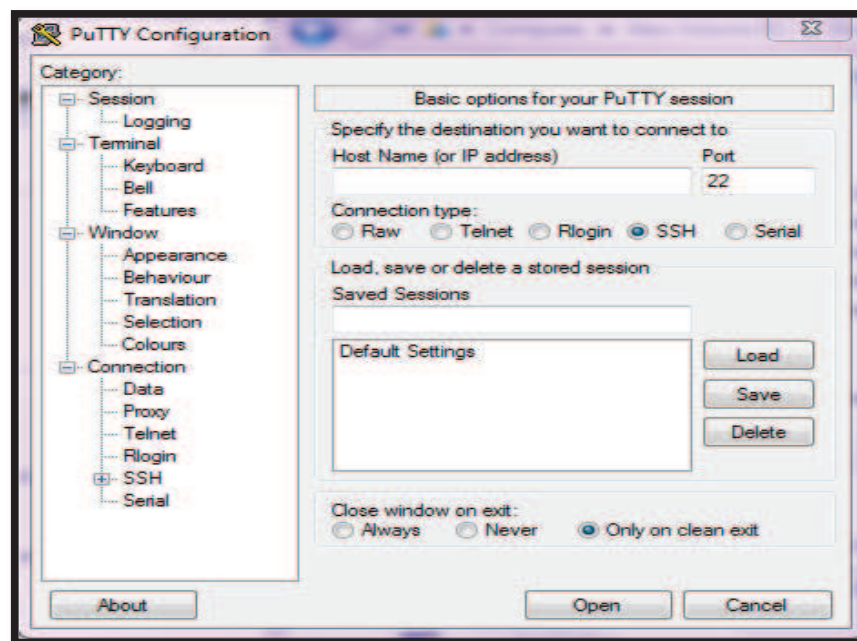 PuTTY Configuration
Category:
Session
Logging
Terminal
Keyboard
Bell
Features
Window
Appearance
Behaviour
Translation
Selection
Colours
Connection
Data
Proxy
Telnet
Rlogin
SSH
Serial
Basic options for your PuTTY session
Specify the destination you want to connect to
Host Name (or IP address) Port
22
Connection type:
Raw Telnet Rlogin SSH Serial
Load, save or delete a stored session
Saved Sessions
Default Settings
Load
Save
Delete
Close window on exit:
Always Never Only on clean exit
About Open Cancel